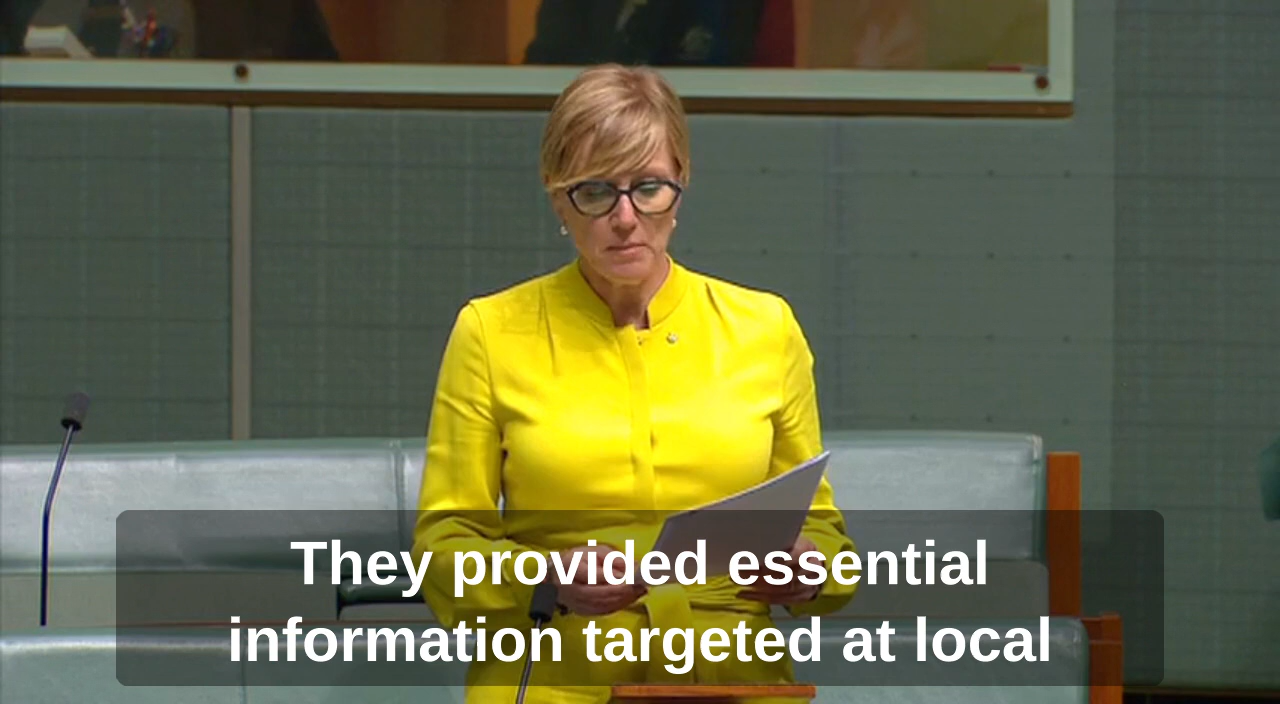 They provided essential
information targeted at local